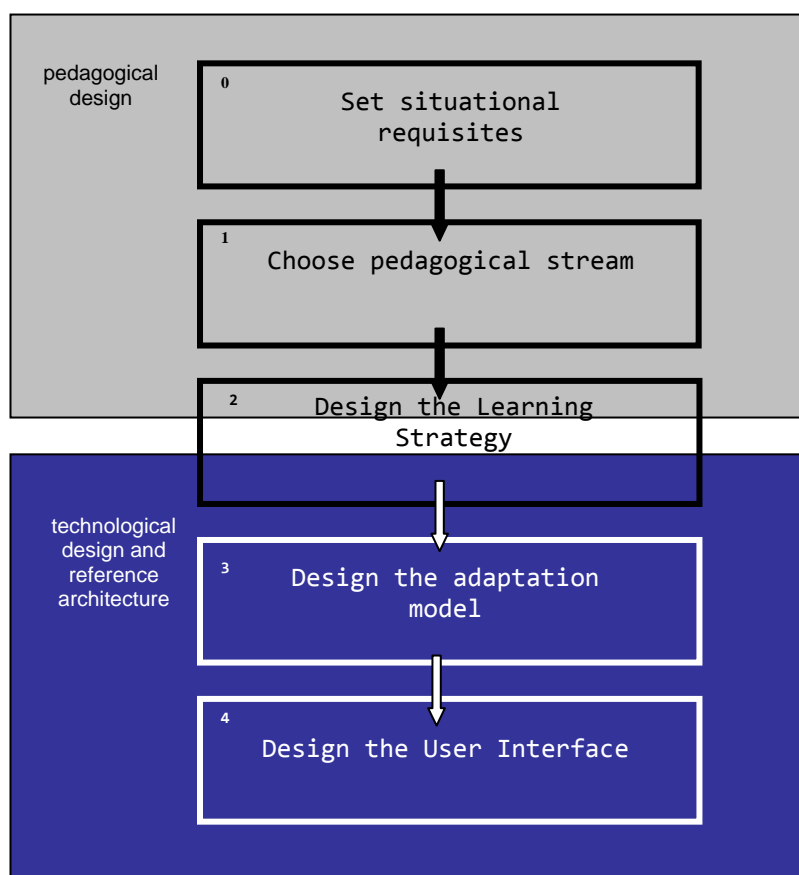 pedagogical
design
0
Set situational
requisites
1
Choose pedagogical stream
2
Design the Learning
Strategy
technological
design and
reference
architecture
3
Design the adaptation
model
4
Design the User Interface